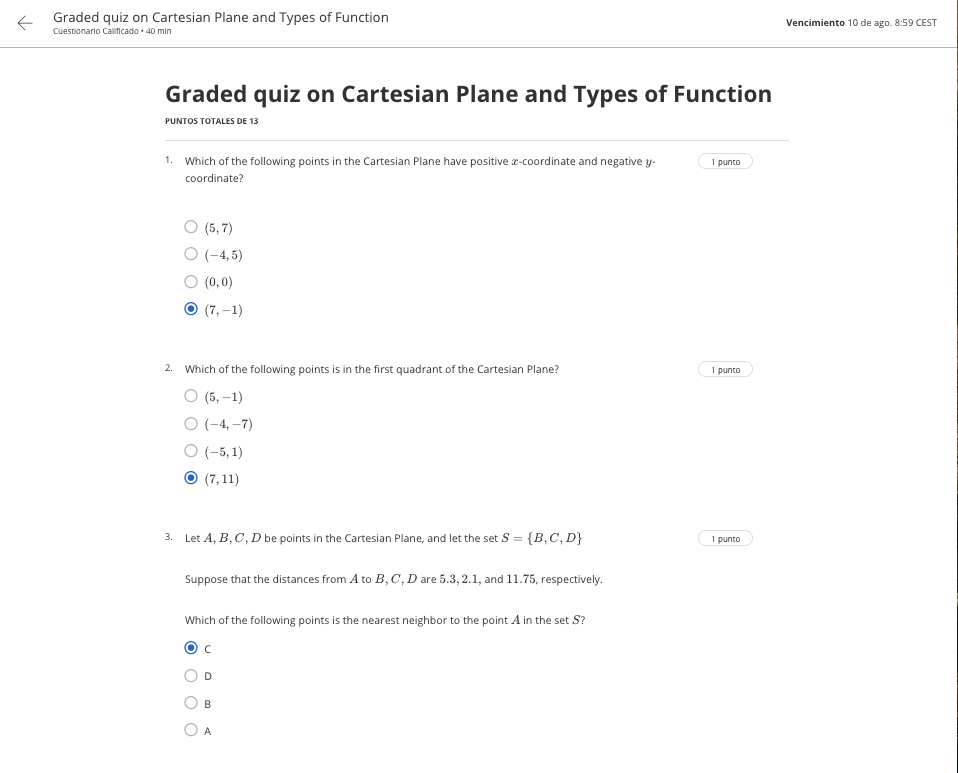 Graded quiz on Cartesian Plane and Types of Function
Cuestionario Calificado • 40 min
Vencimiento 10 de ago. 8:59 CEST
Graded quiz on Cartesian Plane and Types of Function
PUNTOS TOTALES DE 13
1. Which of the following points in the Cartesian Plane have positive x-coordinate and negative y-
coordinate?
1 punto
(5, 7)
(−4, 5)
(0, 0)
(7, −1)
2. Which of the following points is in the first quadrant of the Cartesian Plane?
1 punto
(5, −1)
(−4, −7)
(−5, 1)
(7, 11)
3. Let A, B, C, D be points in the Cartesian Plane, and let the set S = {B, C, D}
1 punto
Suppose that the distances from A to B, C, D are 5.3, 2.1, and 11.75, respectively.
Which of the following points is the nearest neighbor to the point A in the set S?
C
D
B
A